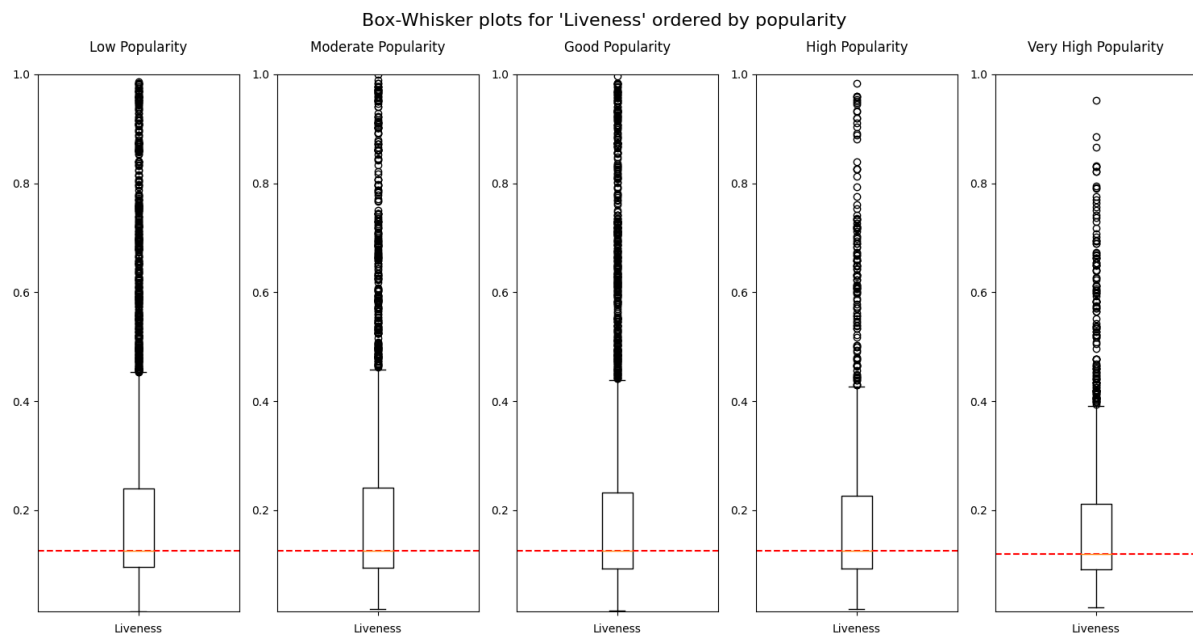 Box-Whisker plots for 'Liveness' ordered by popularity
Low Popularity
1.0
0.8
0.6
0.4
0.2
Liveness
Moderate Popularity
1.0
0.8
0.6
0.4
0.2
Liveness
Good Popularity
1.0
0.8
0.6
0.4
0.2
Liveness
High Popularity
1.0
0.8
0.6
0.4
0.2
Liveness
Very High Popularity
1.0
0.8
0.6
0.4
0.2
Liveness